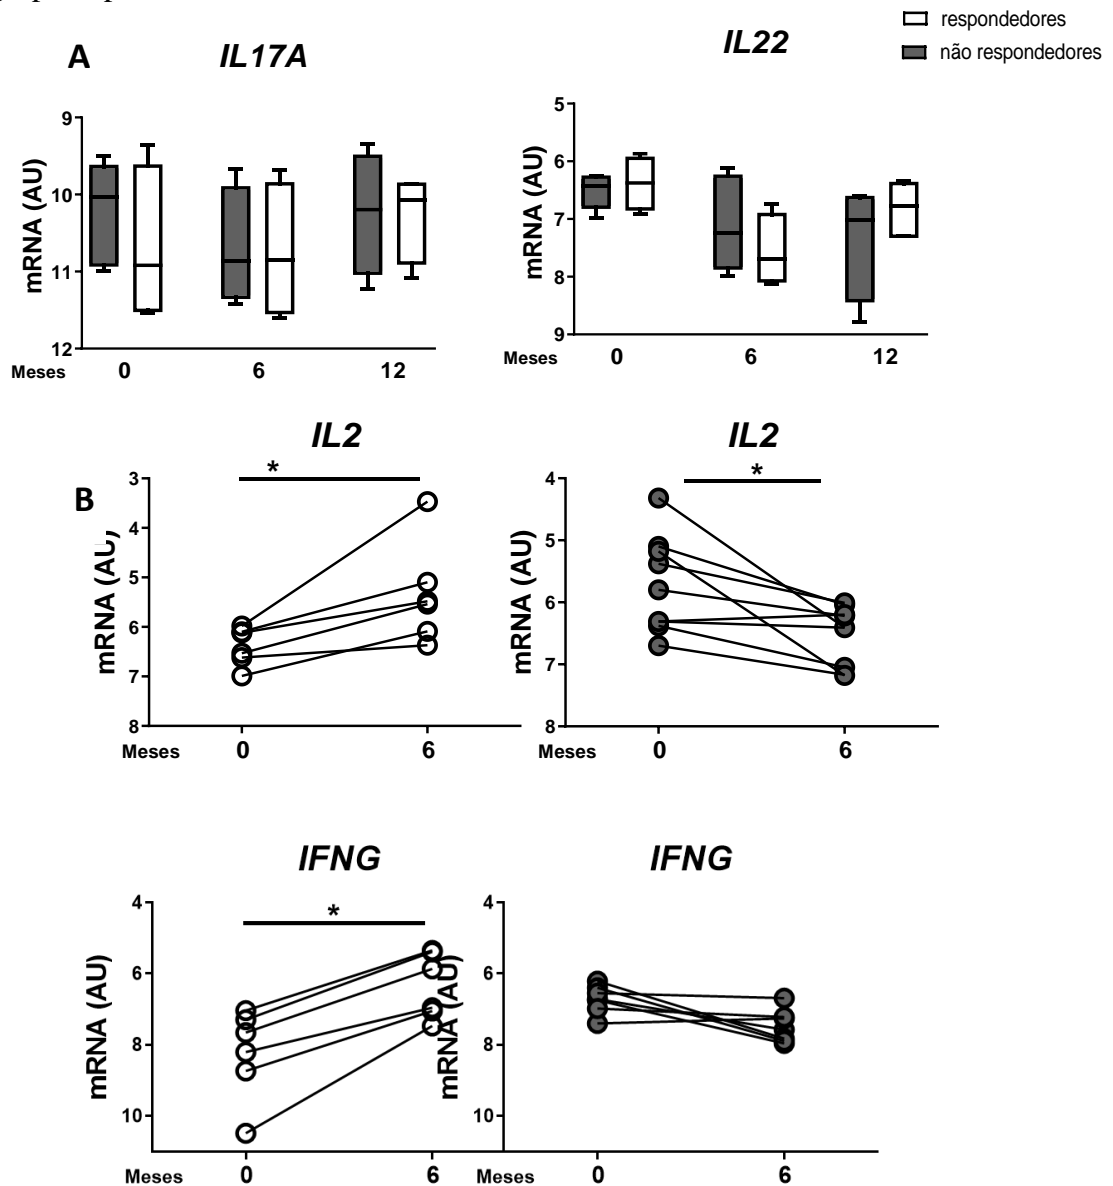 respondedores
não respondedores
A
IL17A
IL22
mRNA (AU)
9
10
11
12
Meses
0
6
12
mRNA (AU)
5
6
7
8
9
Meses
0
6
12
B
IL2
*
mRNA (AU)
3
4
5
6
7
8
Meses
0
6
IL2
*
mRNA (AU)
4
5
6
7
8
Meses
0
6
IFNG
*
mRNA (AU)
4
6
8
10
Meses
0
6
IFNG
mRNA (AU)
4
6
8
10
Meses
0
6